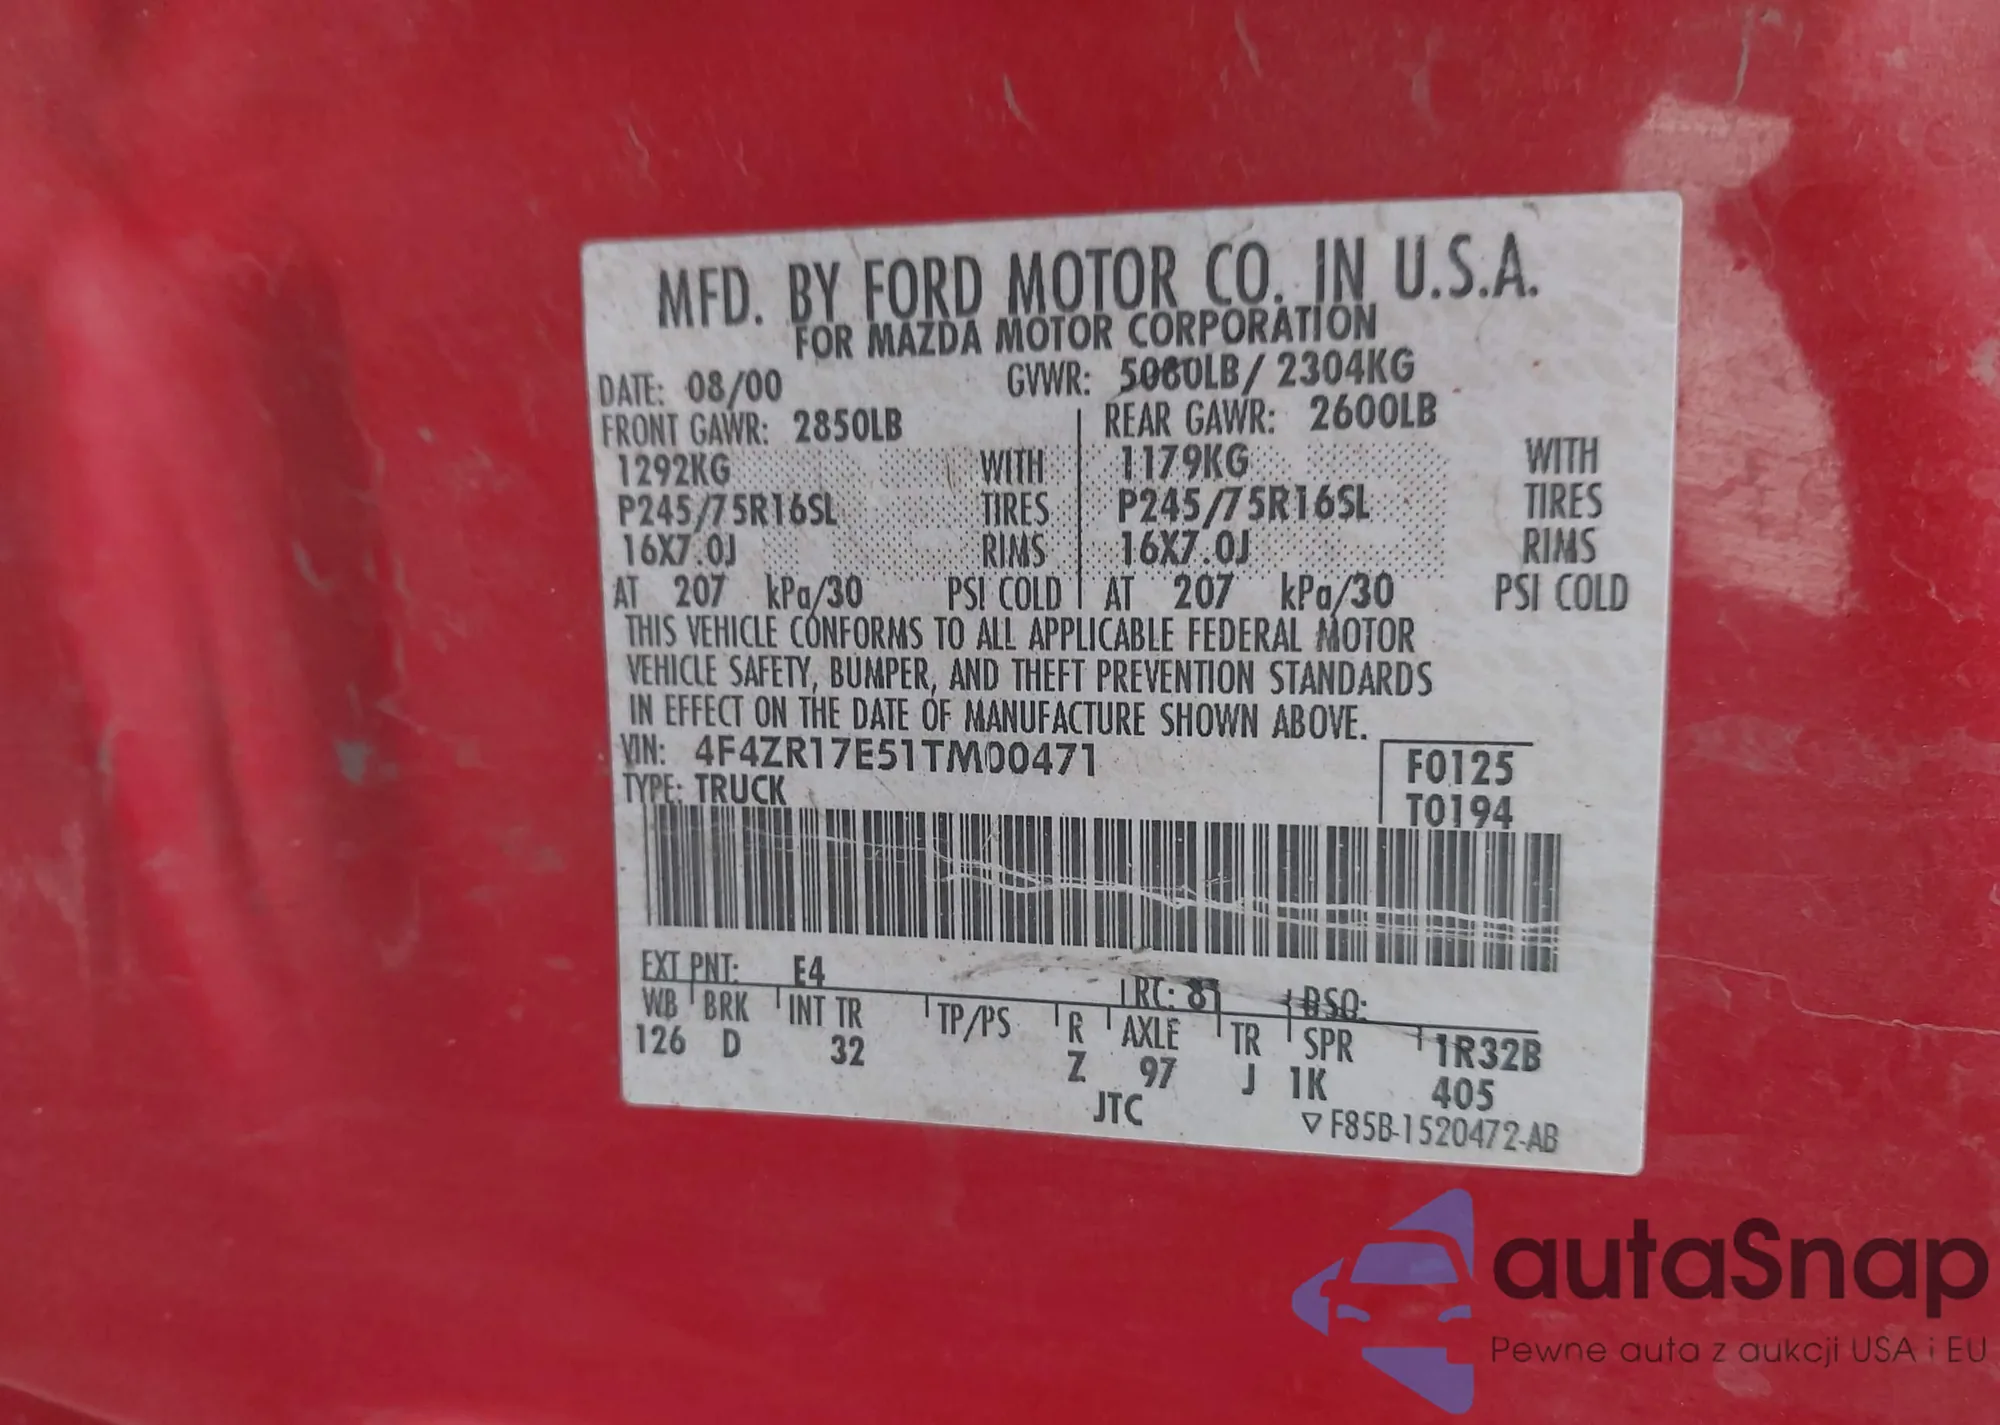 MFD. BY FORD MOTOR CO. IN U.S.A.
FOR MAZDA MOTOR CORPORATION
DATE: 08/00 GVWR: 5080LB/ 2304KG
FRONT GAWR: 2850LB REAR GAWR: 2600LB
1292KG WITH 1179KG WITH
P245/75R16SL TIRES P245/75R16SL TIRES
16X7.0J RIMS 16X7.0J RIMS
AT 207 kPa/30 PSI COLD AT 207 kPa/30 PSI COLD
THIS VEHICLE CONFORMS TO ALL APPLICABLE FEDERAL MOTOR
VEHICLE SAFETY, BUMPER, AND THEFT PREVENTION STANDARDS
IN EFFECT ON THE DATE OF MANUFACTURE SHOWN ABOVE.
VIN: 4F4ZR17E51TM00471 F0125
TYPE: TRUCK T0194
EXT PNT: E4 RC: 81 DSO:
WB BRK INT TR TP/PS R AXLE TR SPR 1R32B
126 D 32 Z 97 J 1K 405
JTC
F85B-1520472-AB
autaSnap
Pewne auta z aukcji USA i EU